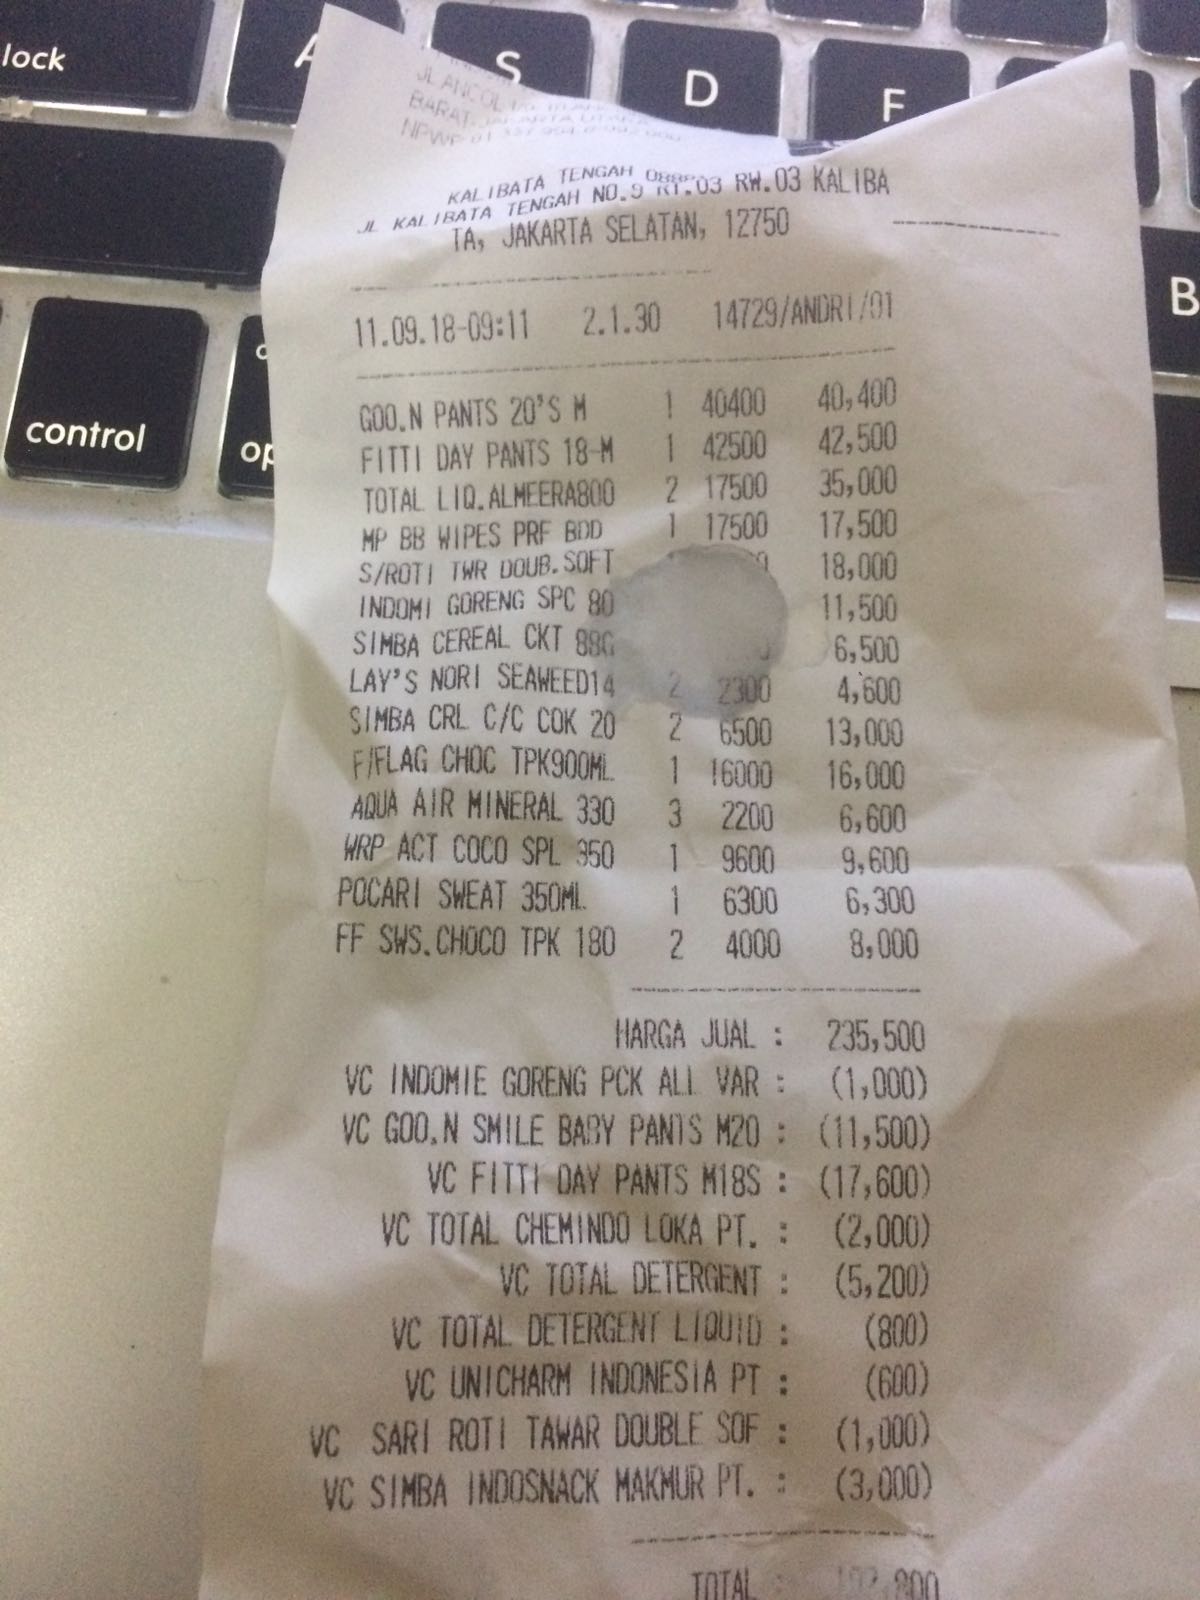 lock
A
S
D
F
B
control
op
JL ANCOL
BARAT, JAKARTA UTARA
NPWP
KALIBATA TENGAH
JL KALIBATA TENGAH NO.9 RT.03 RW.03 KALIBA
TA, JAKARTA SELATAN, 12750
11.09.18-09:11 2.1.30 14729/ANDRI/01
GOO.N PANTS 20'S M 1 40400 40,400
FITTI DAY PANTS 18-M 1 42500 42,500
TOTAL LIQ.ALMEERA800 2 17500 35,000
MP BB WIPES PRF BDD 1 17500 17,500
S/ROTI TWR DOUB.SOFT 18,000
INDOMI GORENG SPC 80 11,500
SIMBA CEREAL CKT 88G 6,500
LAY'S NORI SEAWEED14 2 2300 4,600
SIMBA CRL C/C COK 20 2 6500 13,000
F/FLAG CHOC TPK900ML 1 16000 16,000
AQUA AIR MINERAL 330 3 2200 6,600
WRP ACT COCO SPL 350 1 9600 9,600
POCARI SWEAT 350ML 1 6300 6,300
FF SWS.CHOCO TPK 180 2 4000 8,000
HARGA JUAL : 235,500
VC INDOMIE GORENG PCK ALL VAR : (1,000)
VC GOO.N SMILE BABY PANTS M20 : (11,500)
VC FITTI DAY PANTS M18S : (17,600)
VC TOTAL CHEMINDO LOKA PT. : (2,000)
VC TOTAL DETERGENT : (5,200)
VC TOTAL DETERGENT LIQUID : (800)
VC UNICHARM INDONESIA PT : (600)
VC SARI ROTI TAWAR DOUBLE SOF : (1,000)
VC SIMBA INDOSNACK MAKMUR PT. : (3,000)
TOTAL : 192,800